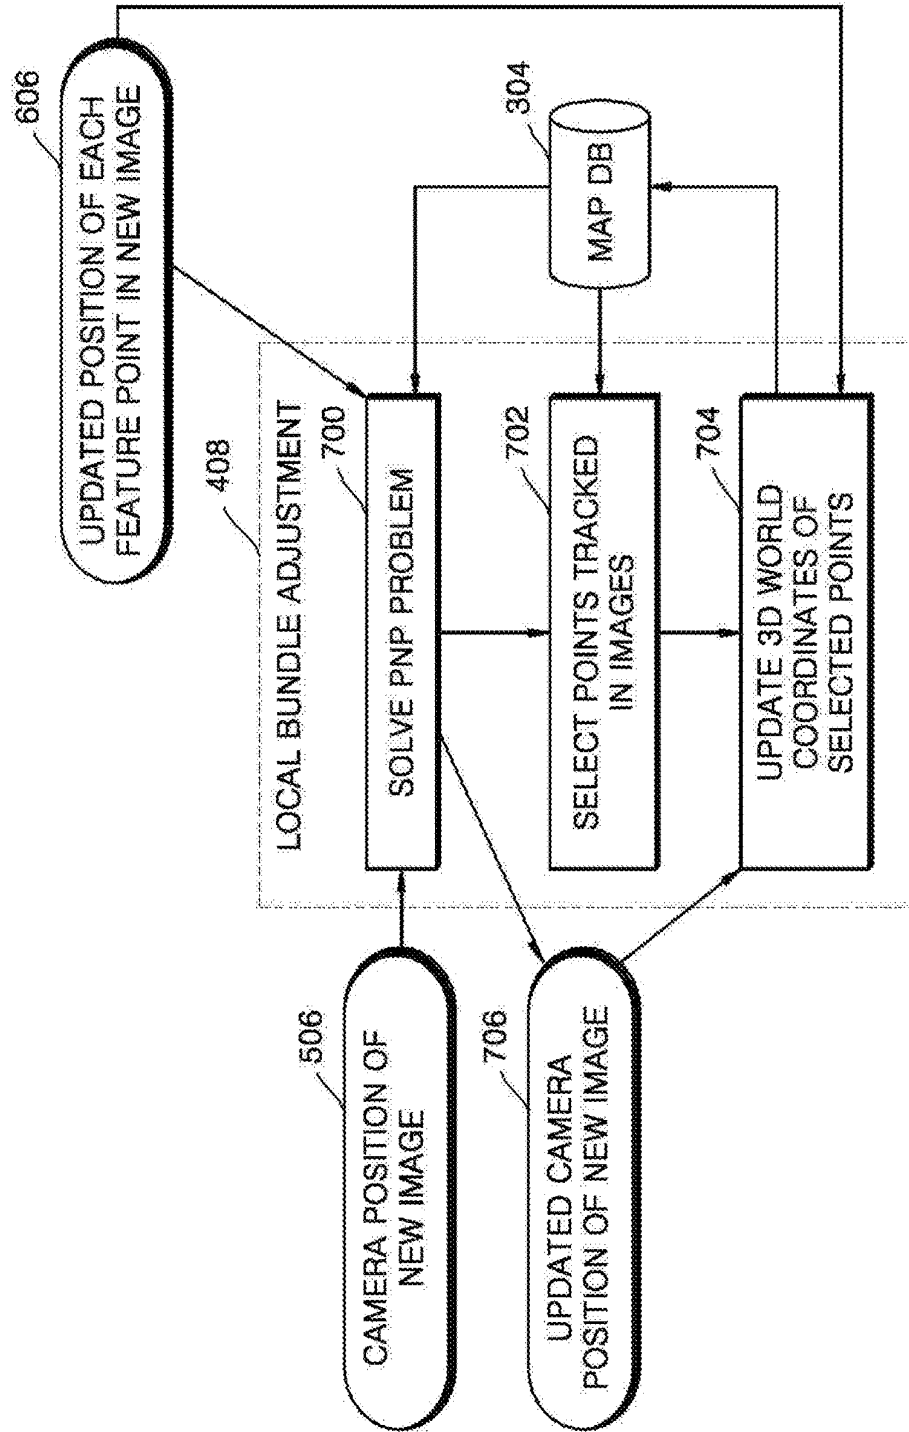 606
UPDATED POSITION OF EACH
FEATURE POINT IN NEW IMAGE
408
LOCAL BUNDLE ADJUSTMENT
506
CAMERA POSITION OF
NEW IMAGE
700
SOLVE PNP PROBLEM
304
MAP DB
706
UPDATED CAMERA
POSITION OF NEW IMAGE
702
SELECT POINTS TRACKED
IN IMAGES
704
UPDATE 3D WORLD
COORDINATES OF
SELECTED POINTS